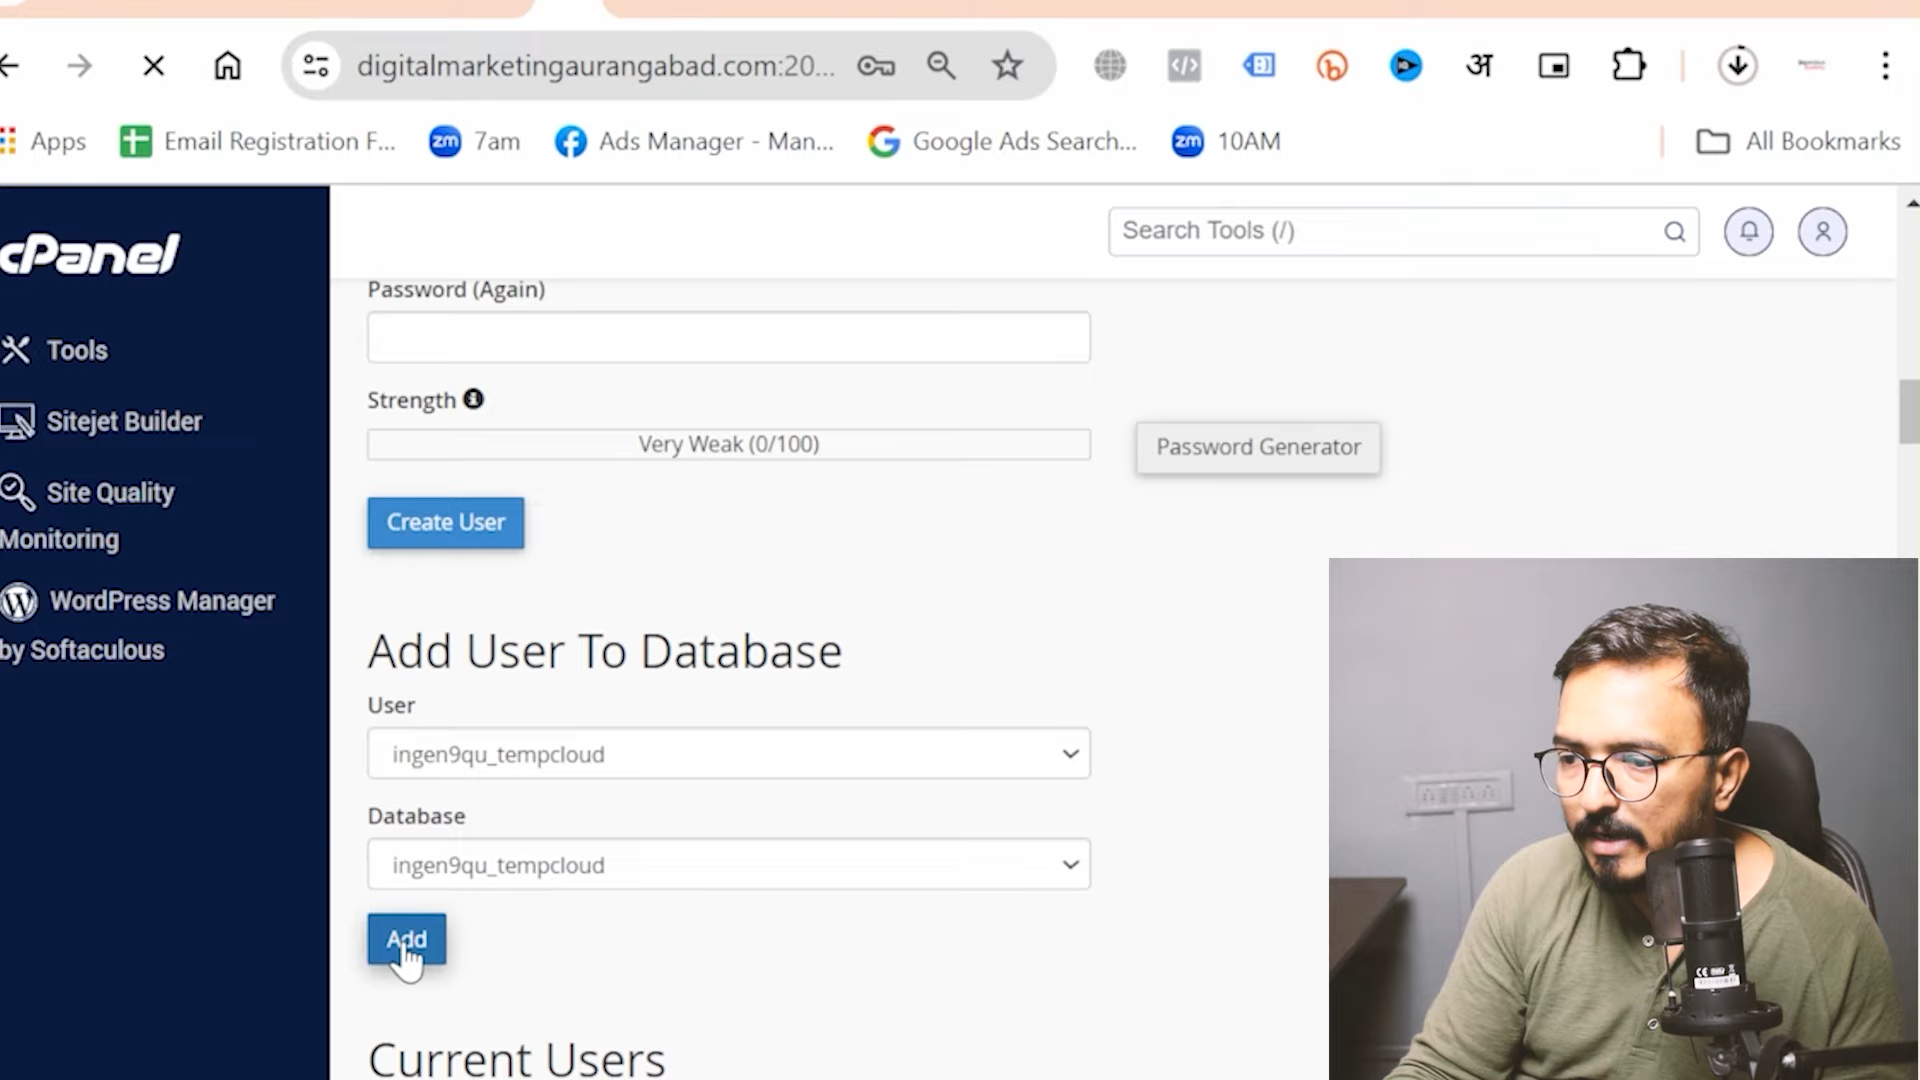 digitalmarketingaurangabad.com:20...
अ
Apps
Email Registration F...
zm 7am
Ads Manager - Man...
Google Ads Search...
zm 10AM
All Bookmarks
cPanel
Search Tools (/)
Tools
Sitejet Builder
Site Quality
Monitoring
WordPress Manager
by Softaculous
Password (Again)
Strength
Very Weak (0/100)
Password Generator
Create User
Add User To Database
User
ingen9qu_tempcloud
Database
ingen9qu_tempcloud
Add
Current Users